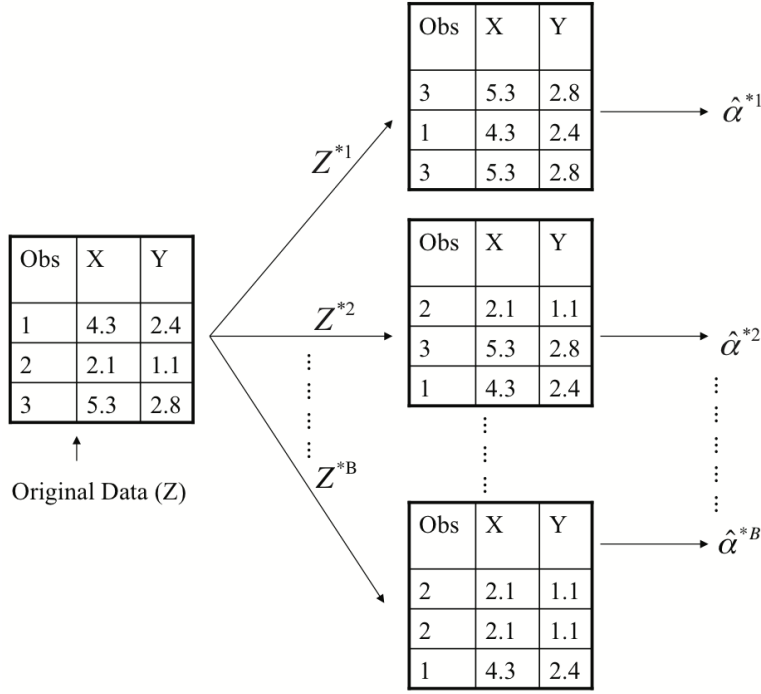 Obs X Y
3 5.3 2.8
1 4.3 2.4
3 5.3 2.8
α̂*1
Z*1
Obs X Y
1 4.3 2.4
2 2.1 1.1
3 5.3 2.8
Original Data (Z)
Z*2
Obs X Y
2 2.1 1.1
3 5.3 2.8
1 4.3 2.4
α̂*2
Z*B
Obs X Y
2 2.1 1.1
2 2.1 1.1
1 4.3 2.4
α̂*B